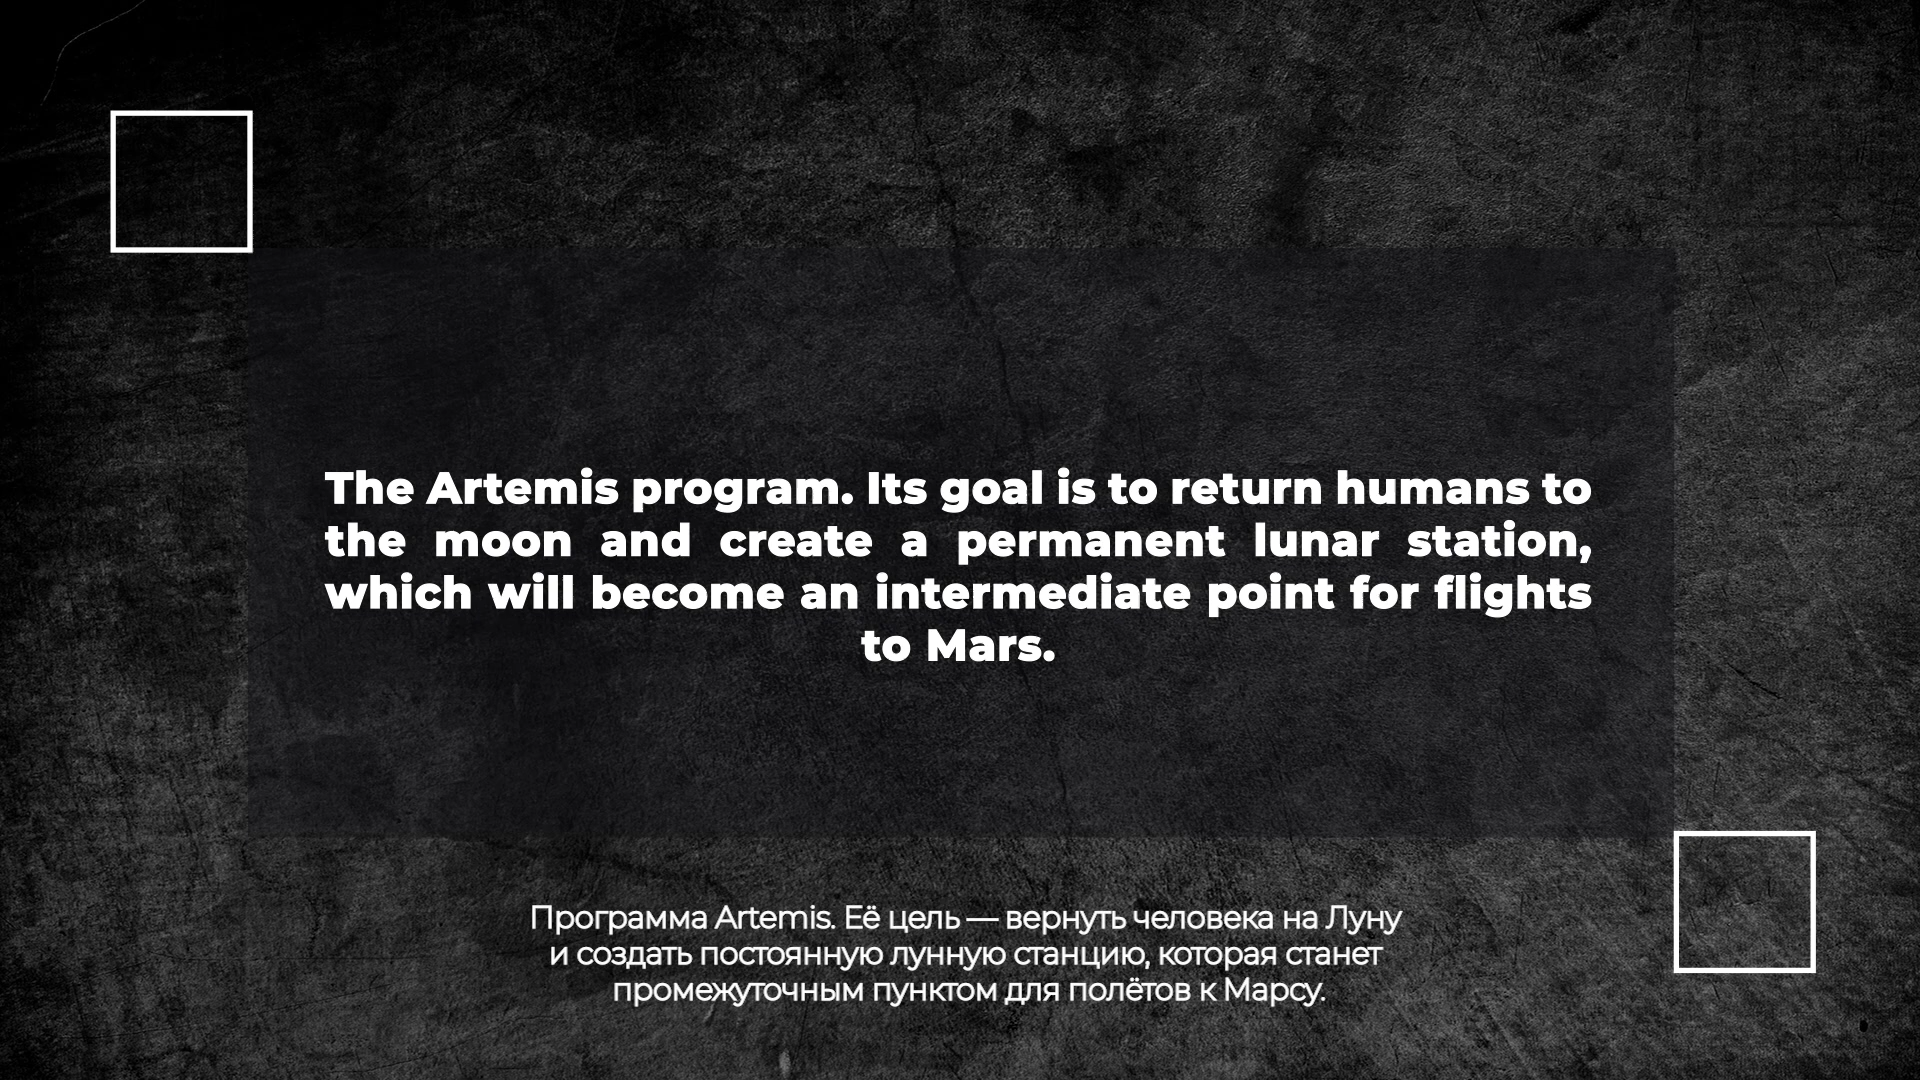 The Artemis program. Its goal is to return humans to
the moon and create a permanent lunar station,
which will become an intermediate point for flights
to Mars.
Программа Artemis. Её цель — вернуть человека на Луну
и создать постоянную лунную станцию, которая станет
промежуточным пунктом для полётов к Марсу.